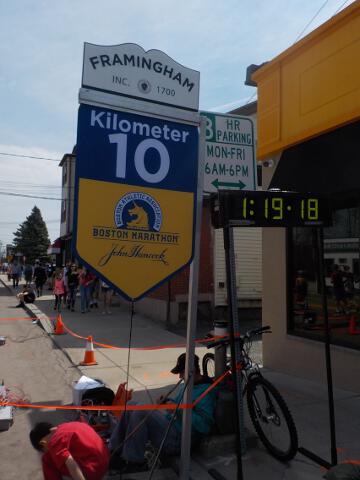 FRAMINGHAM
INC. 1700
Kilometer
10
BOSTON ATHLETIC ASSOCIATION
BOSTON MARATHON
John Hancock
HR
PARKING
MON-FRI
6AM-6PM
1:19:18